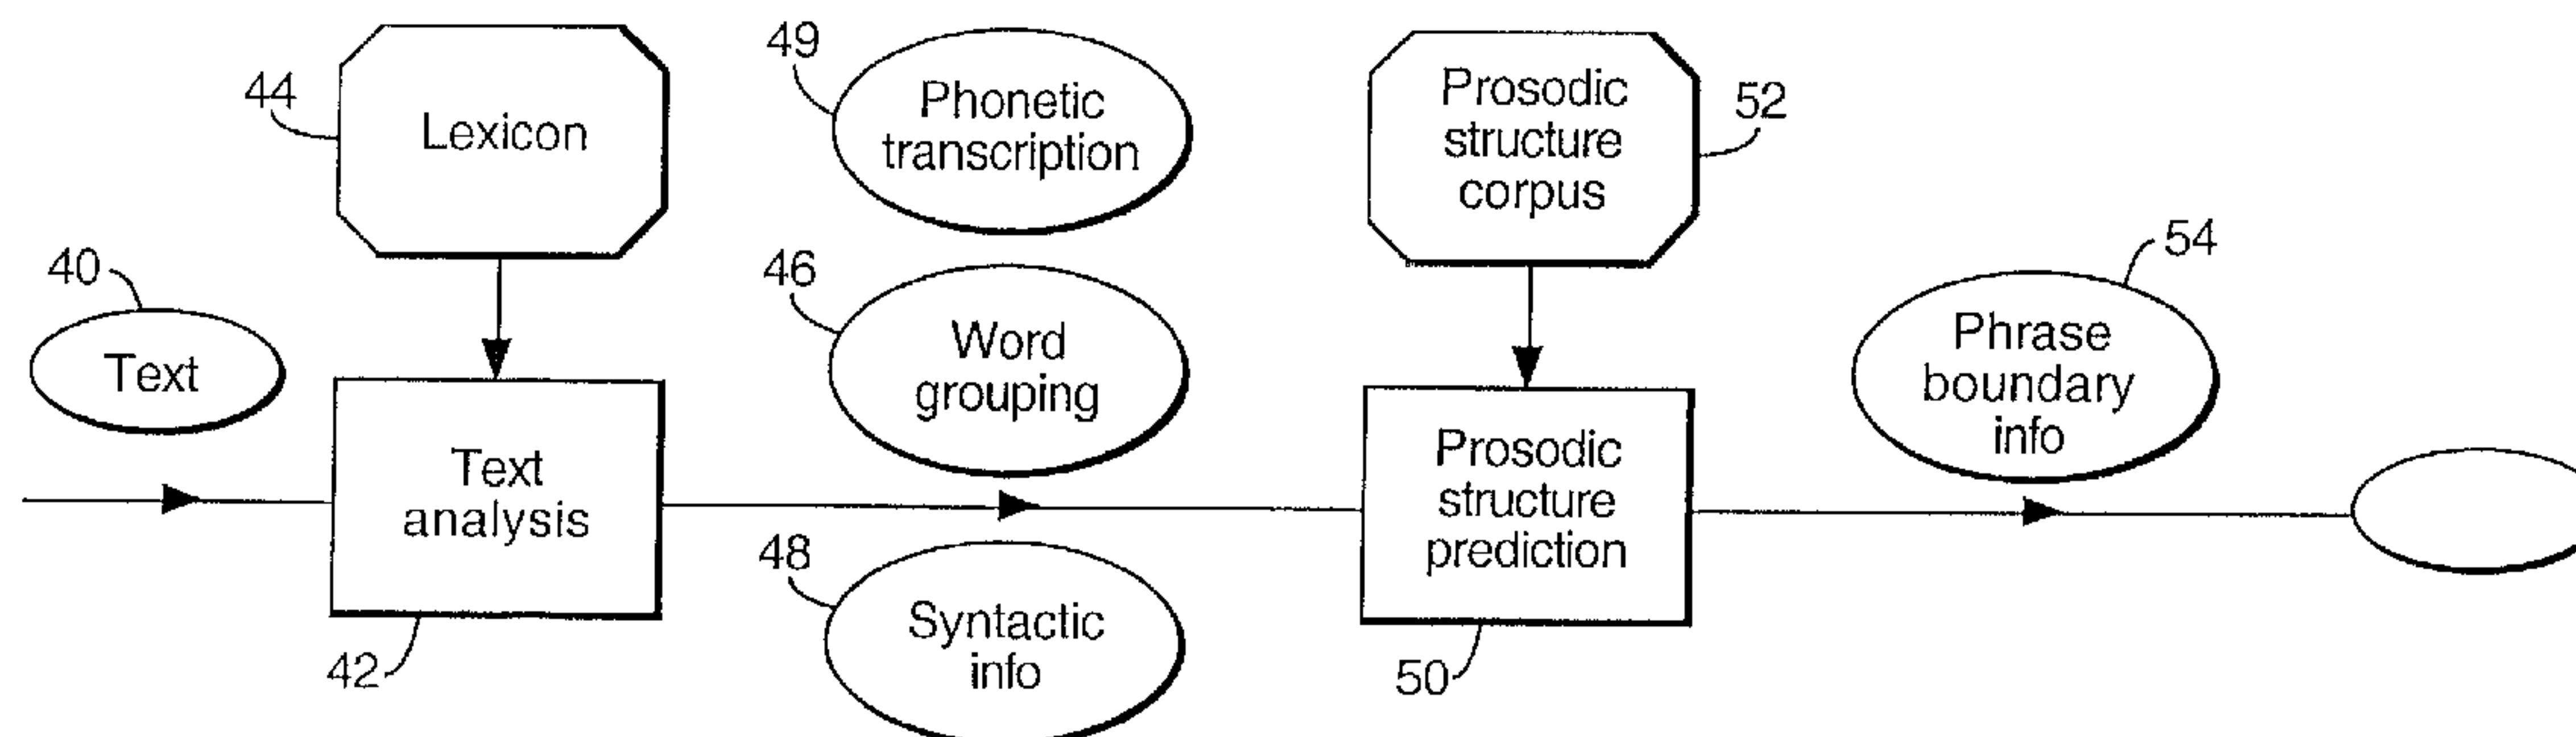 44
Lexicon
49
Phonetic
transcription
Prosodic
structure
corpus
52
40
Text
46
Word
grouping
54
Phrase
boundary
info
Text
analysis
42
48
Syntactic
info
Prosodic
structure
prediction
50